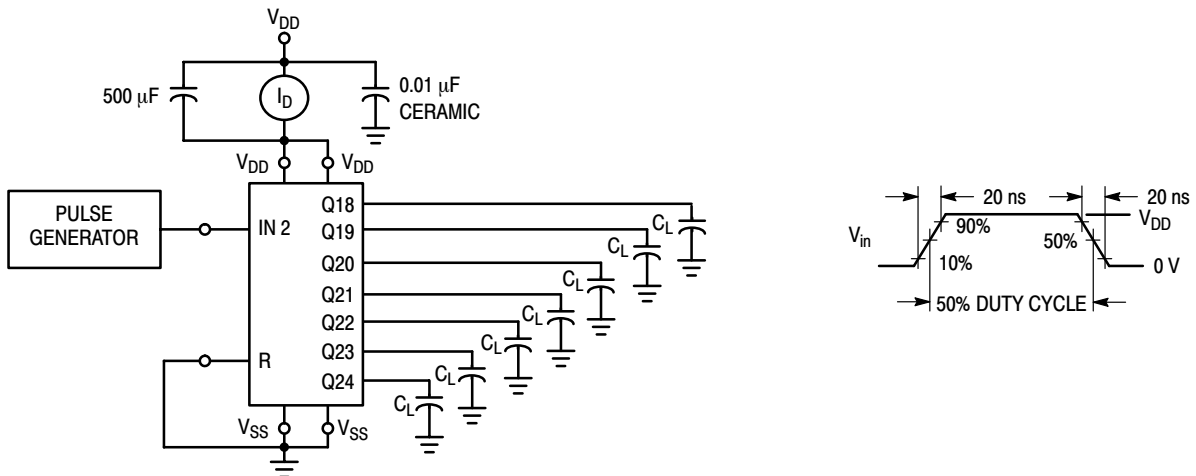 V_DD
500 μF
I_D
0.01 μF
CERAMIC
V_DD
V_DD
PULSE
GENERATOR
IN 2
R
Q18
Q19
Q20
Q21
Q22
Q23
Q24
C_L
C_L
C_L
C_L
C_L
C_L
C_L
V_SS
V_SS
20 ns
20 ns
V_in
90%
10%
50%
V_DD
0 V
50% DUTY CYCLE